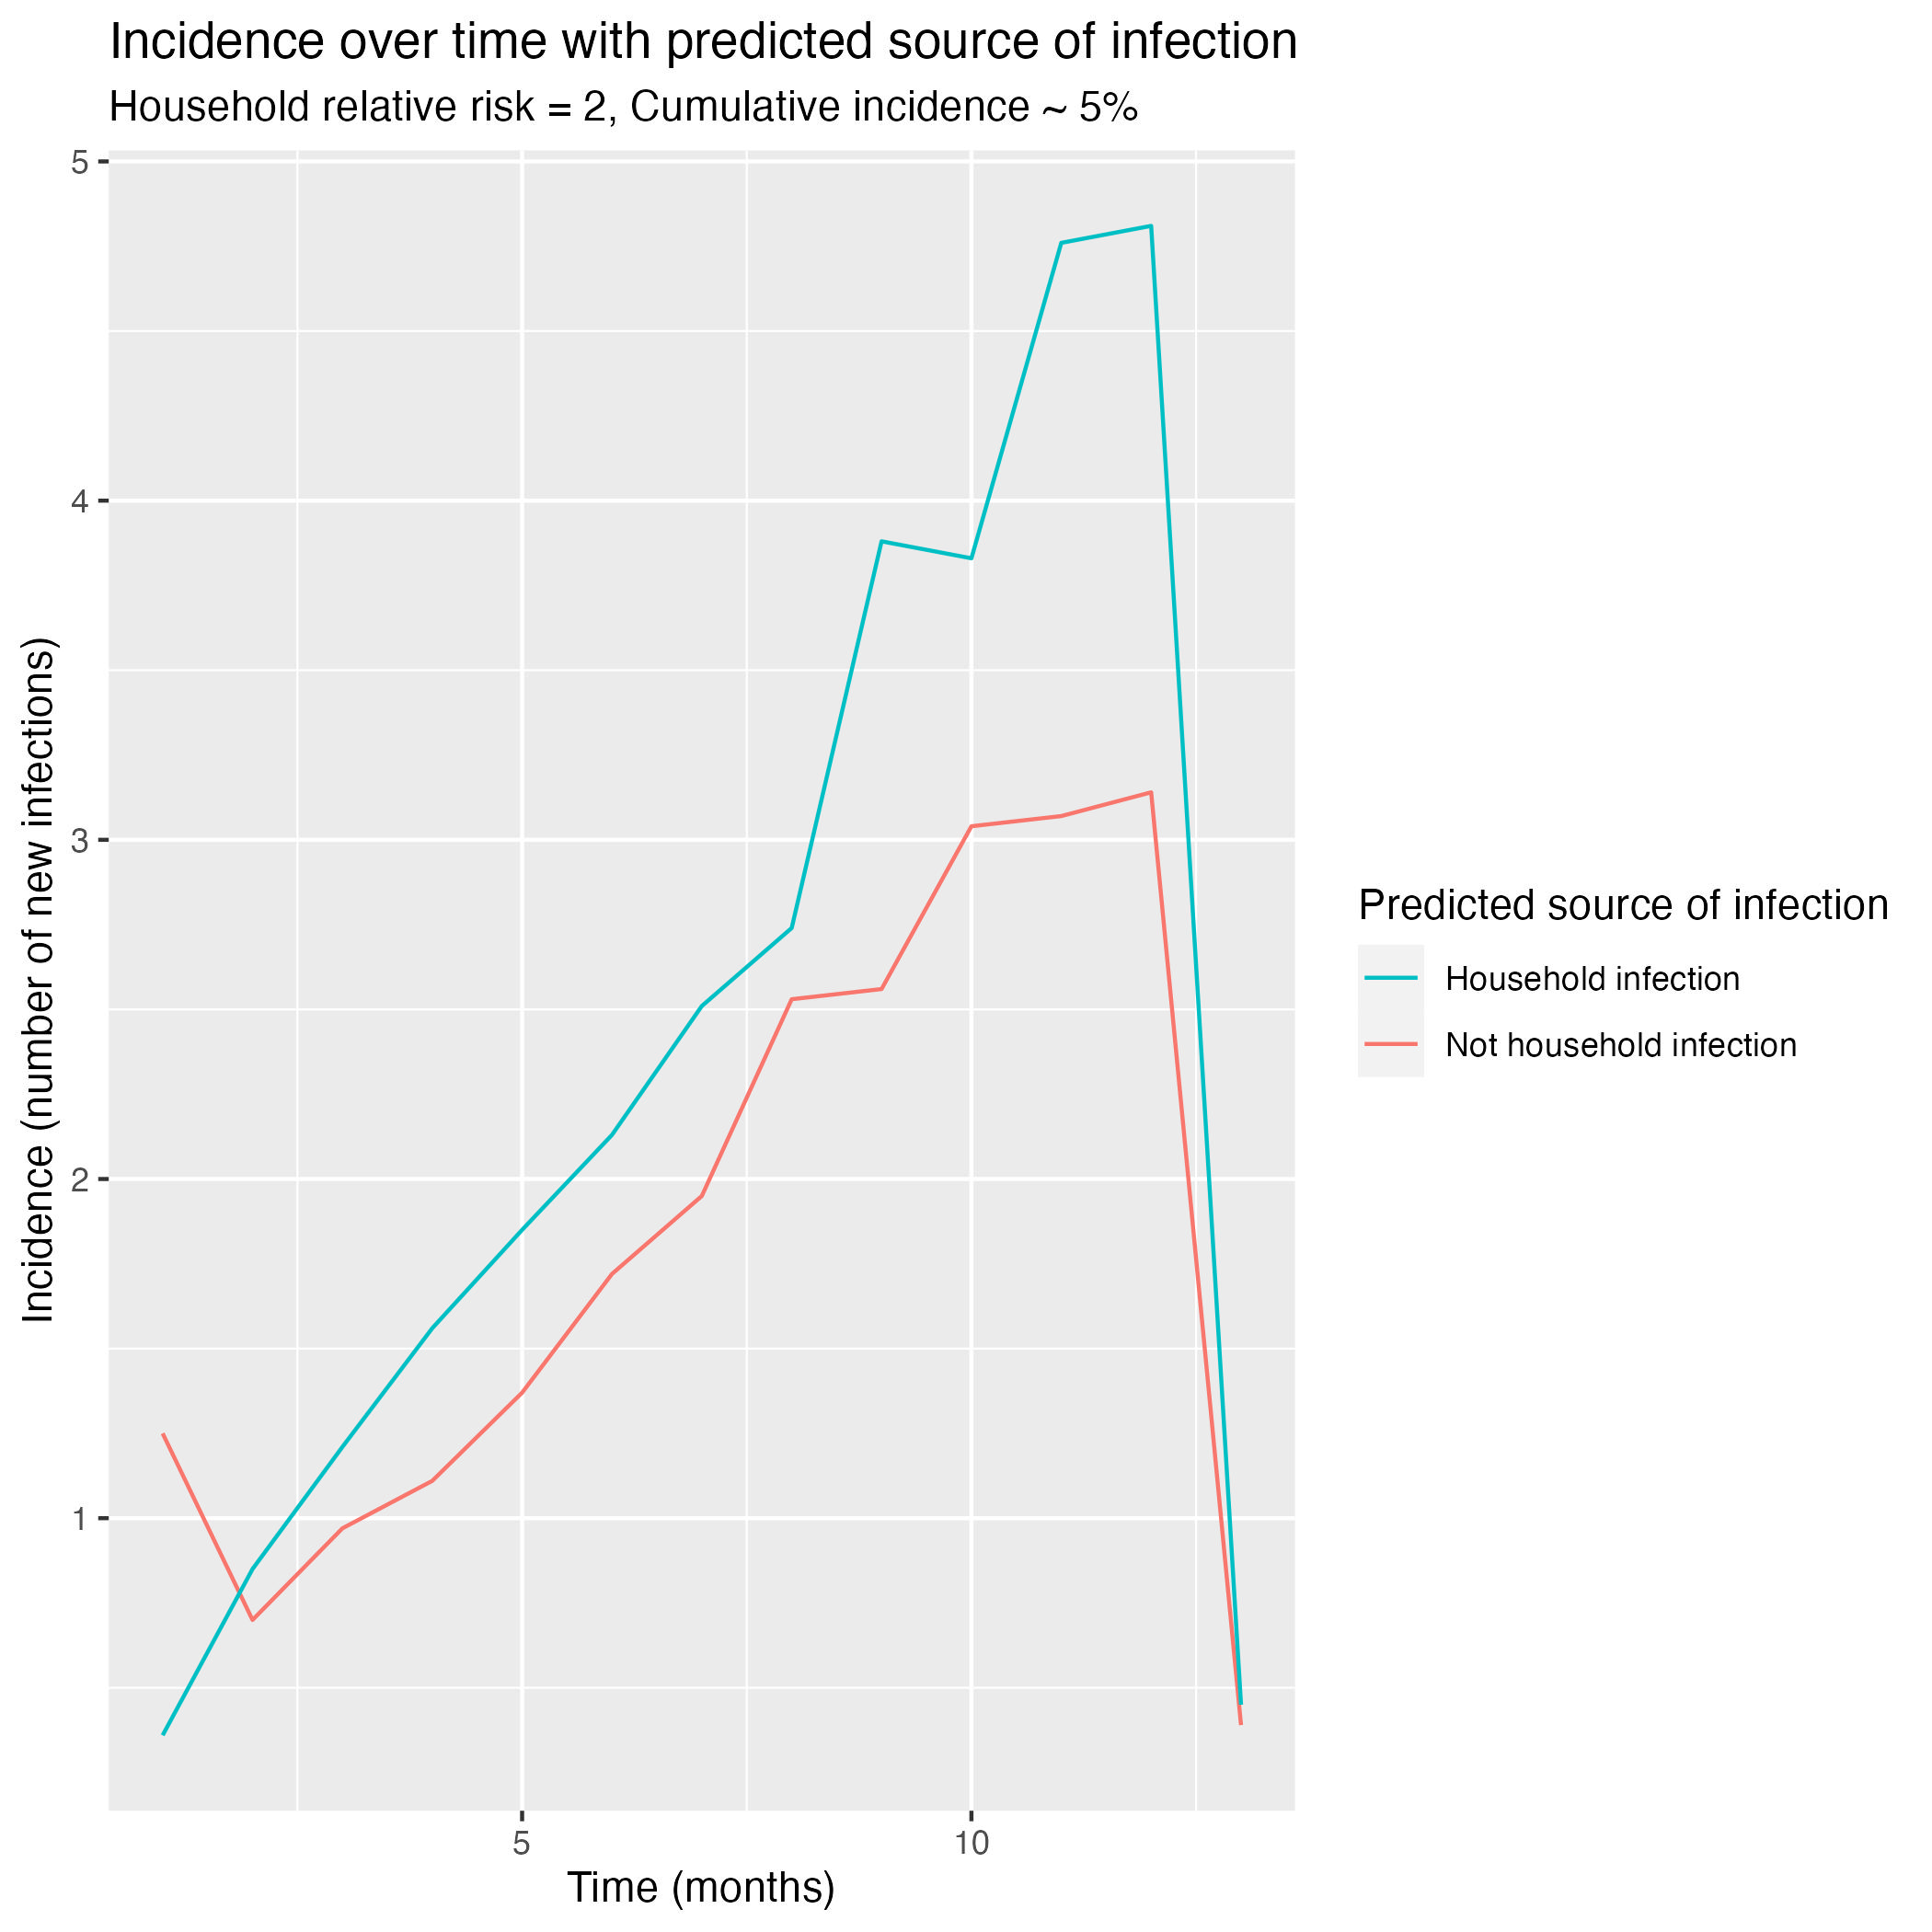 Incidence over time with predicted source of infection
Household relative risk = 2, Cumulative incidence ~ 5%
5
4
3
2
1
Incidence (number of new infections)
5
10
Time (months)
Predicted source of infection
Household infection
Not household infection